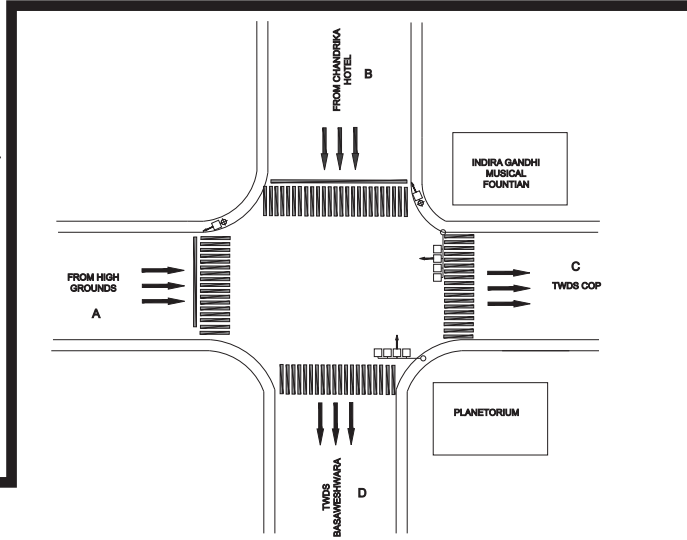 FROM CHANDRIKA
HOTEL
B
INDIRA GANDHI
MUSICAL
FOUNTIAN
FROM HIGH
GROUNDS
A
C
TWDS COP
PLANETORIUM
TWDS
BASAWESHWARA
D